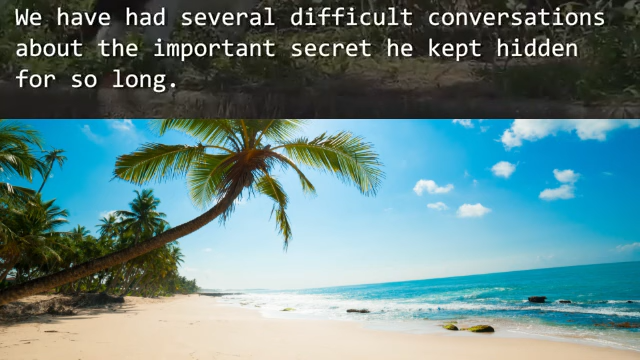 We have had several difficult conversations
about the important secret he kept hidden
for so long.